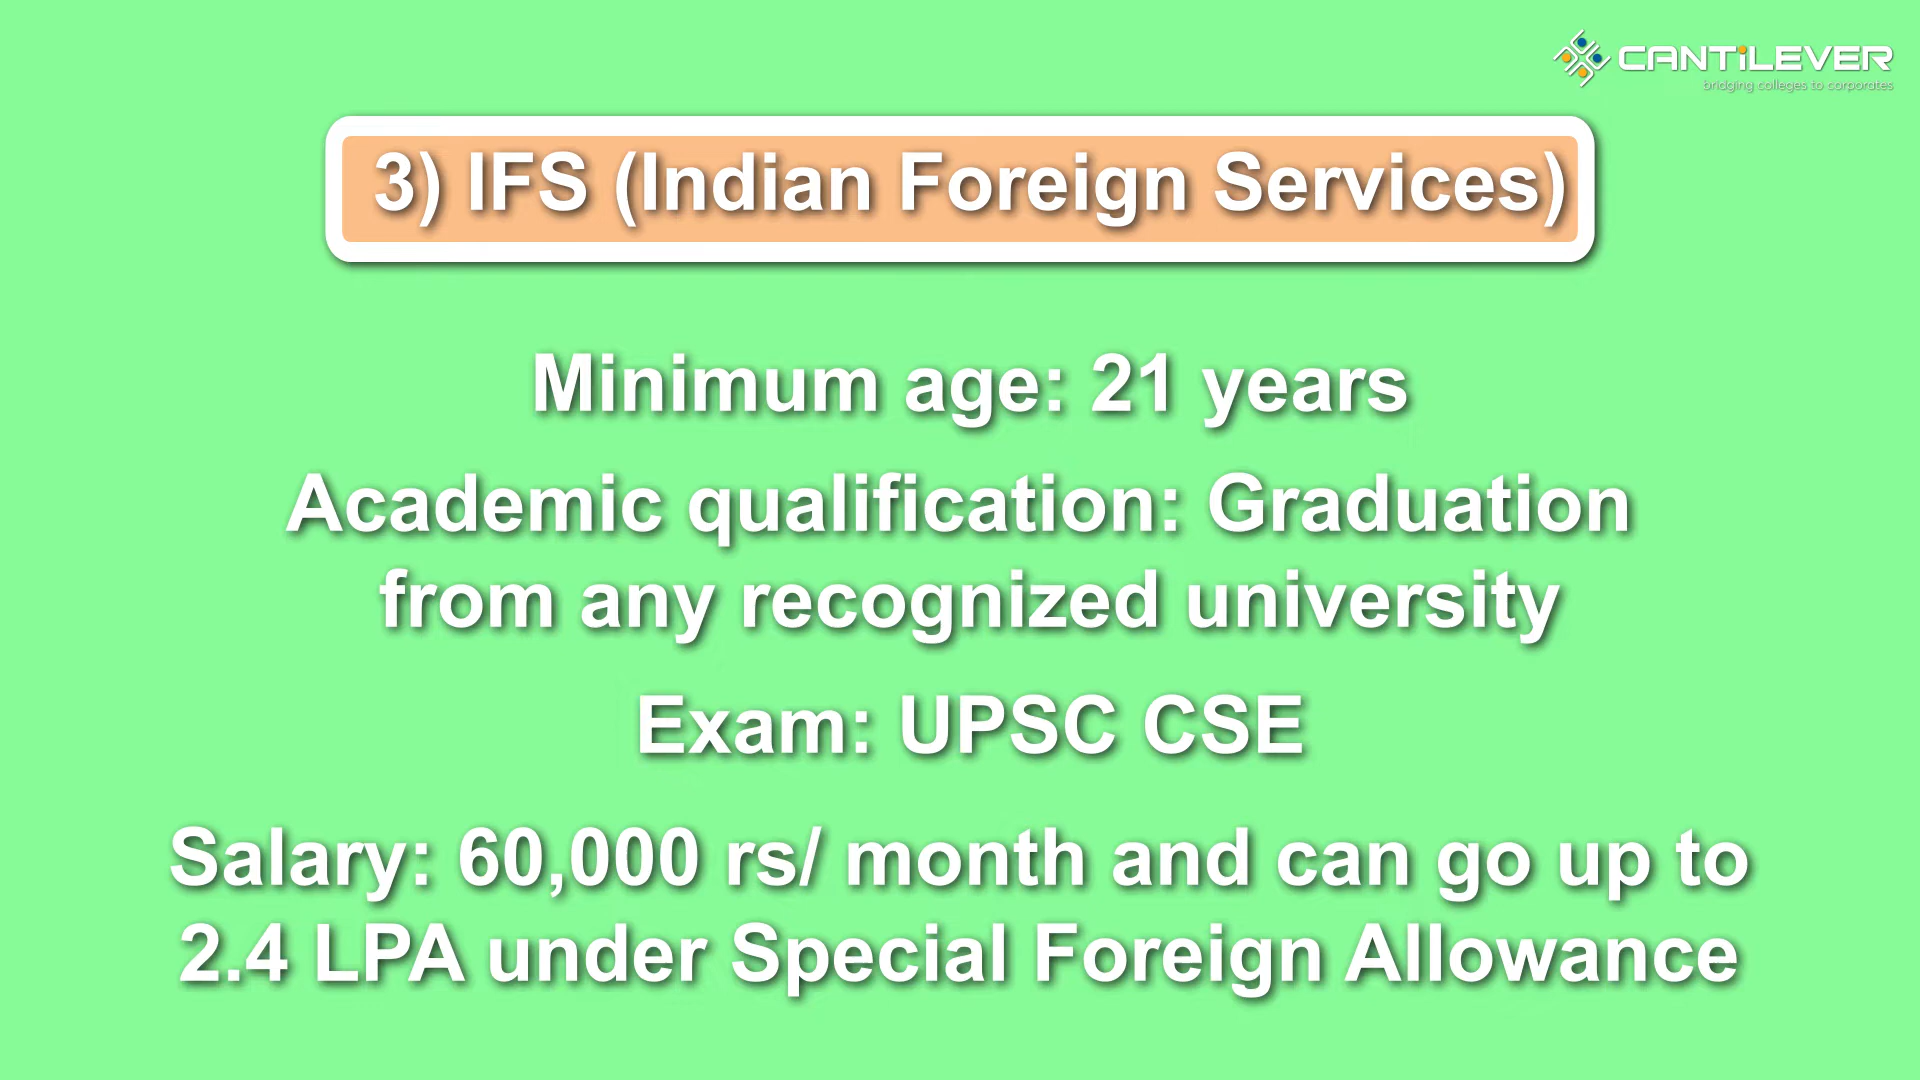 CANTiLEVER
bridging colleges to corporates
3) IFS (Indian Foreign Services)
Minimum age: 21 years
Academic qualification: Graduation
from any recognized university
Exam: UPSC CSE
Salary: 60,000 rs/ month and can go up to
2.4 LPA under Special Foreign Allowance